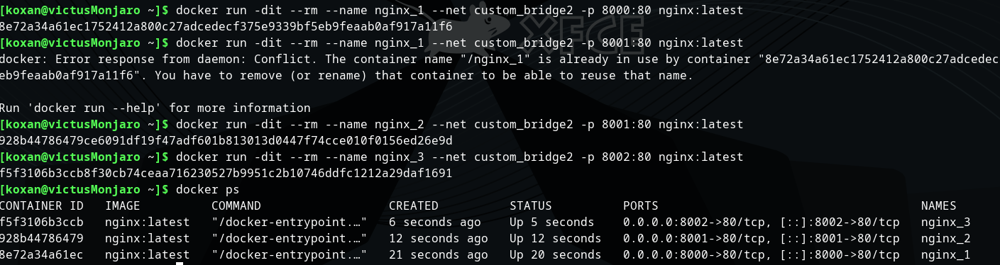 [koxan@victusMonjaro ~]$ docker run -dit --rm --name nginx_1 --net custom_bridge2 -p 8000:80 nginx:latest
8e72a34a61ec1752412a800c27adcedecf375e9339bf5eb9feaab0af917a11f6
[koxan@victusMonjaro ~]$ docker run -dit --rm --name nginx_1 --net custom_bridge2 -p 8001:80 nginx:latest
docker: Error response from daemon: Conflict. The container name "/nginx_1" is already in use by container "8e72a34a61ec1752412a800c27adcedec
eb9feaab0af917a11f6". You have to remove (or rename) that container to be able to reuse that name.
Run 'docker run --help' for more information
[koxan@victusMonjaro ~]$ docker run -dit --rm --name nginx_2 --net custom_bridge2 -p 8001:80 nginx:latest
928b44786479ce6091df19f47adf601b813013d0447f74cce010f0156ed26e9d
[koxan@victusMonjaro ~]$ docker run -dit --rm --name nginx_3 --net custom_bridge2 -p 8002:80 nginx:latest
f5f3106b3ccb8f30cb74ceaa716230527b9951c2b10746ddfc1212a29daf1691
[koxan@victusMonjaro ~]$ docker ps
CONTAINER ID   IMAGE          COMMAND                  CREATED          STATUS          PORTS                                     NAMES
f5f3106b3ccb   nginx:latest   "/docker-entrypoint.…"   6 seconds ago    Up 5 seconds    0.0.0.0:8002->80/tcp, [::]:8002->80/tcp   nginx_3
928b44786479   nginx:latest   "/docker-entrypoint.…"   12 seconds ago   Up 12 seconds   0.0.0.0:8001->80/tcp, [::]:8001->80/tcp   nginx_2
8e72a34a61ec   nginx:latest   "/docker-entrypoint.…"   21 seconds ago   Up 20 seconds   0.0.0.0:8000->80/tcp, [::]:8000->80/tcp   nginx_1
XFCE